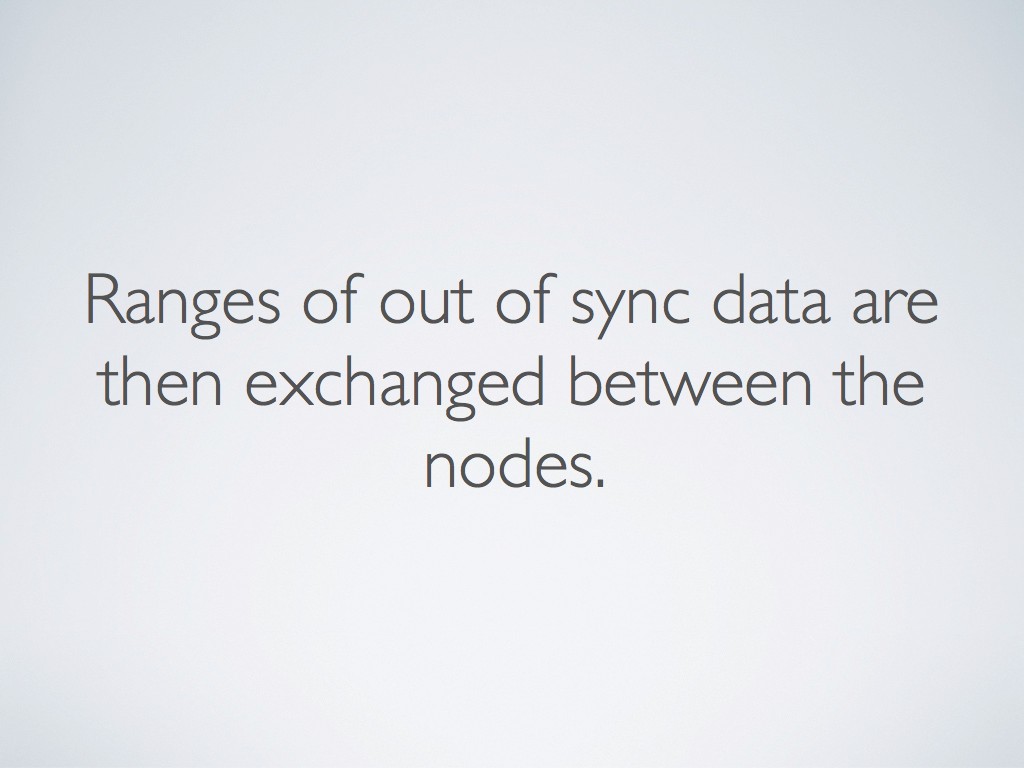 Ranges of out of sync data are
then exchanged between the
nodes.